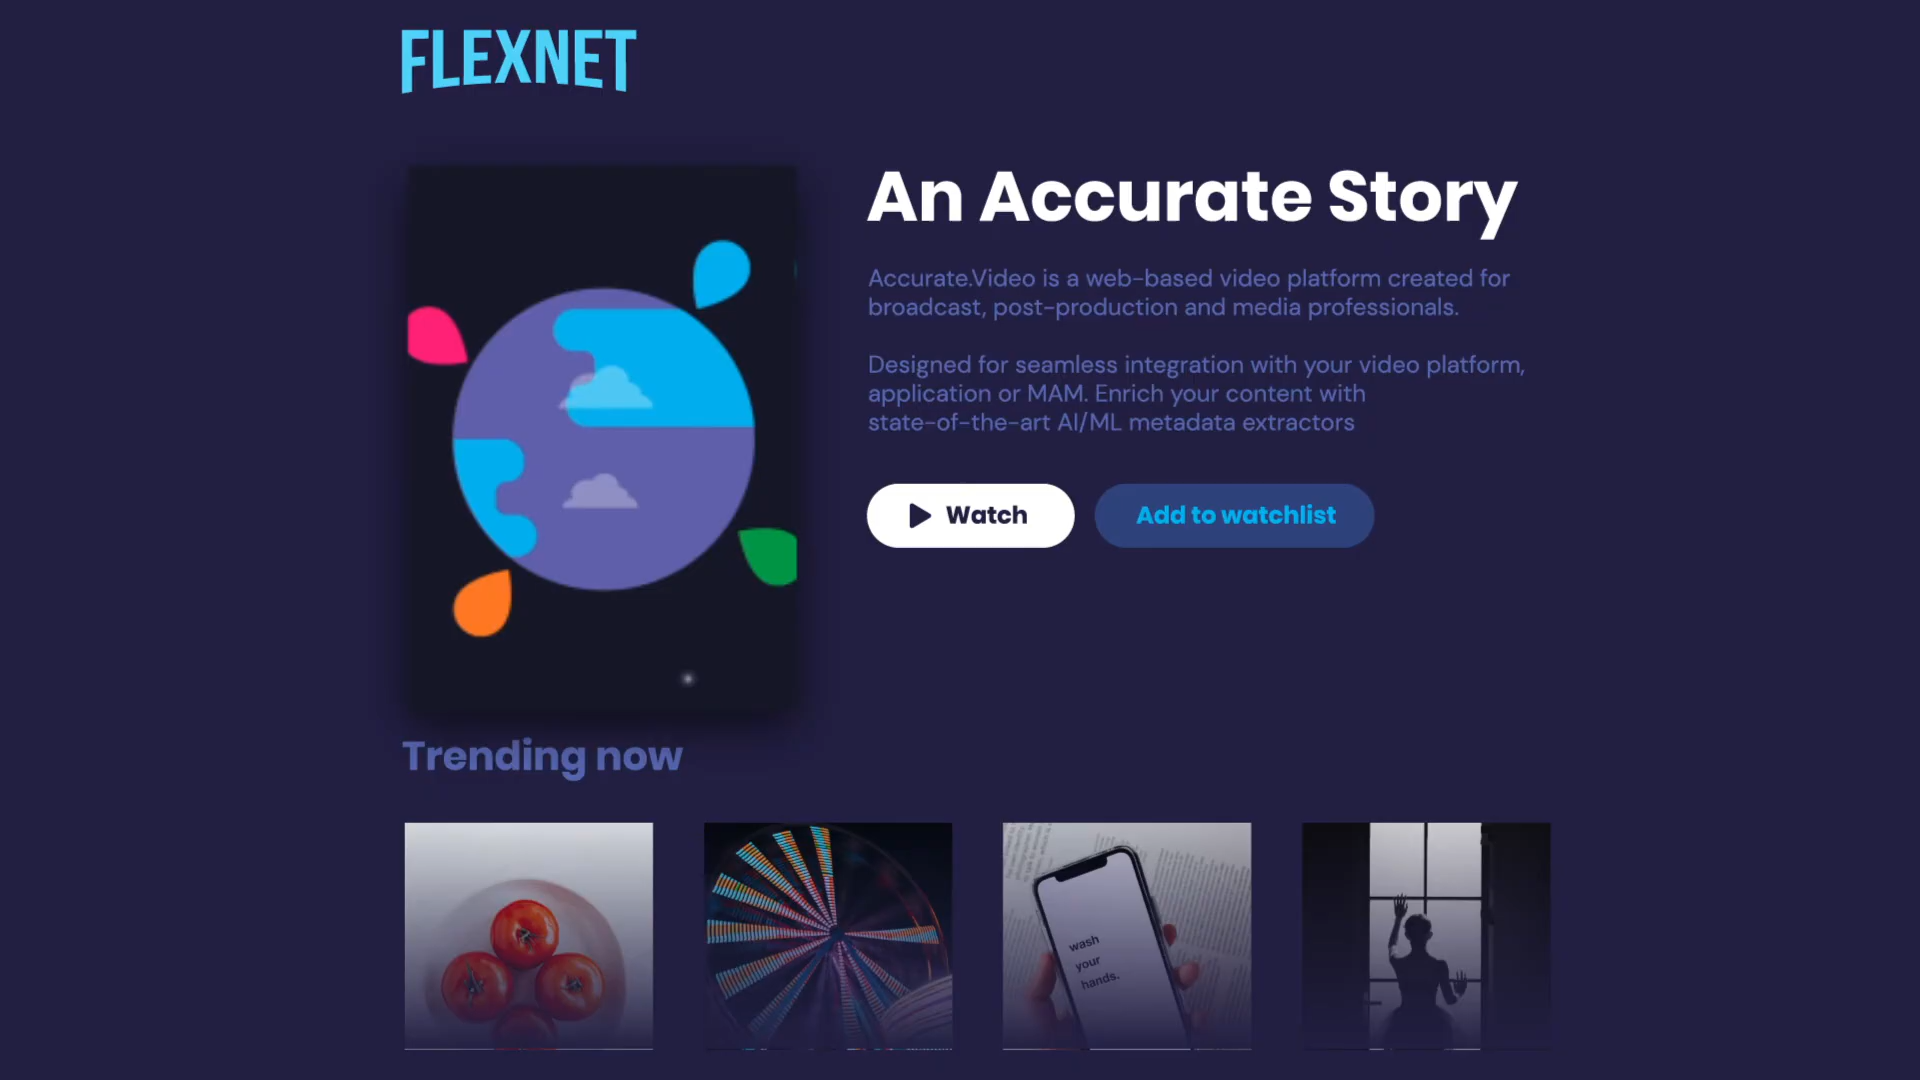 FLEXNET
An Accurate Story
Accurate.Video is a web-based video platform created for
broadcast, post-production and media professionals.
Designed for seamless integration with your video platform,
application or MAM. Enrich your content with
state-of-the-art AI/ML metadata extractors
Watch
Add to watchlist
Trending now
wash
your
hands.